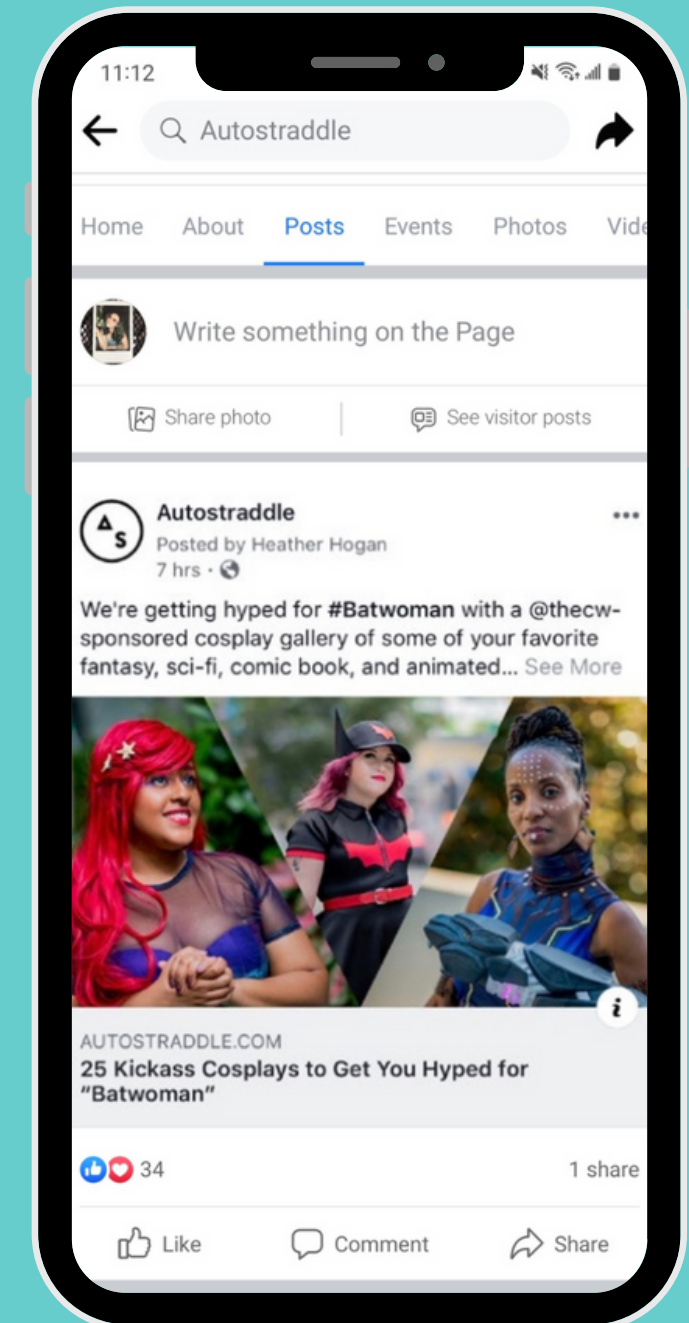 11:12
Autostraddle
Home About Posts Events Photos Vide
Write something on the Page
Share photo See visitor posts
A S
Autostraddle
Posted by Heather Hogan
7 hrs ·
We're getting hyped for #Batwoman with a @thecw-
sponsored cosplay gallery of some of your favorite
fantasy, sci-fi, comic book, and animated... See More
i
AUTOSTRADDLE.COM
25 Kickass Cosplays to Get You Hyped for
“Batwoman”
34 1 share
Like Comment Share